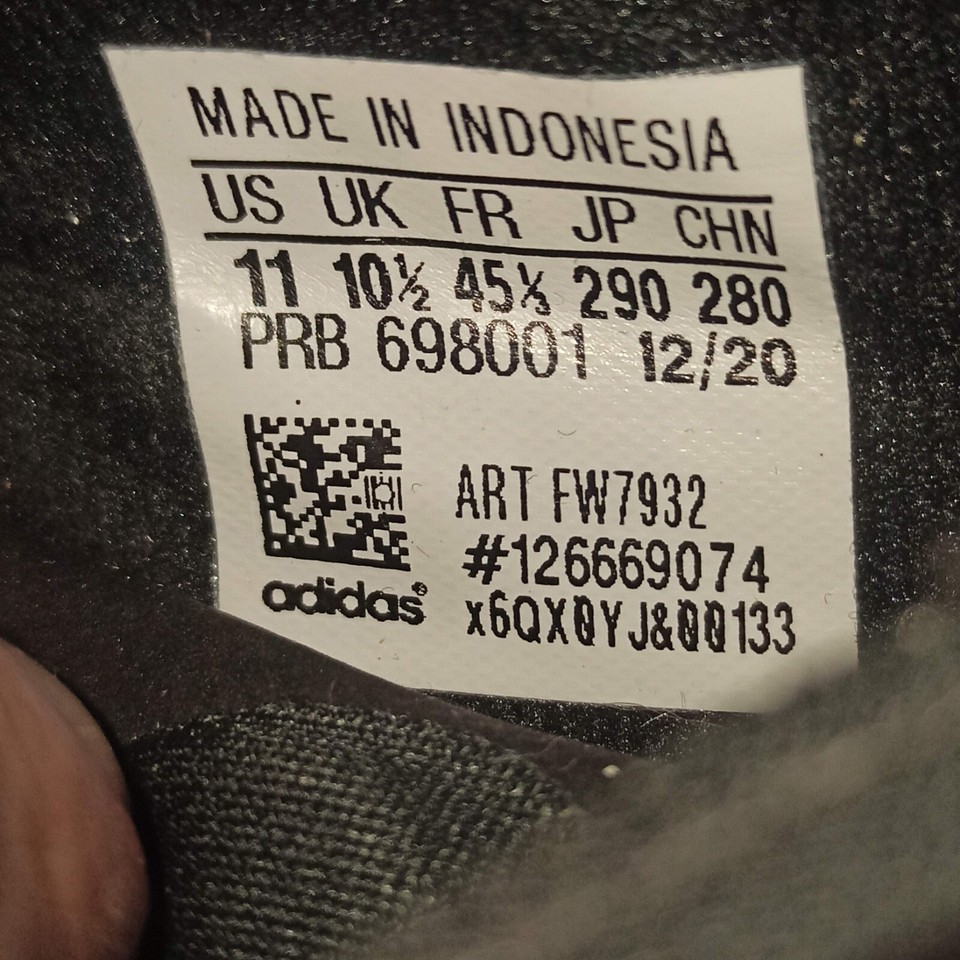 MADE IN INDONESIA
US UK FR JP CHN
11 10½ 45⅓ 290 280
PRB 698001 12/20
ART FW7932
#126669074
x6QX0YJ&00133
adidas®